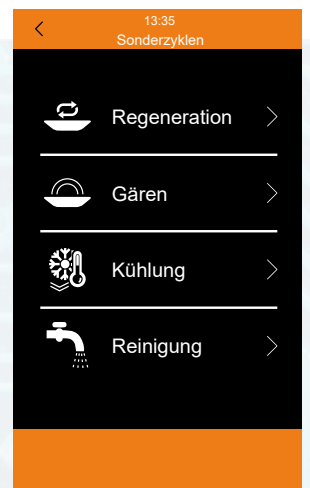 13:35
Sonderzyklen
Regeneration
Gären
Kühlung
Reinigung